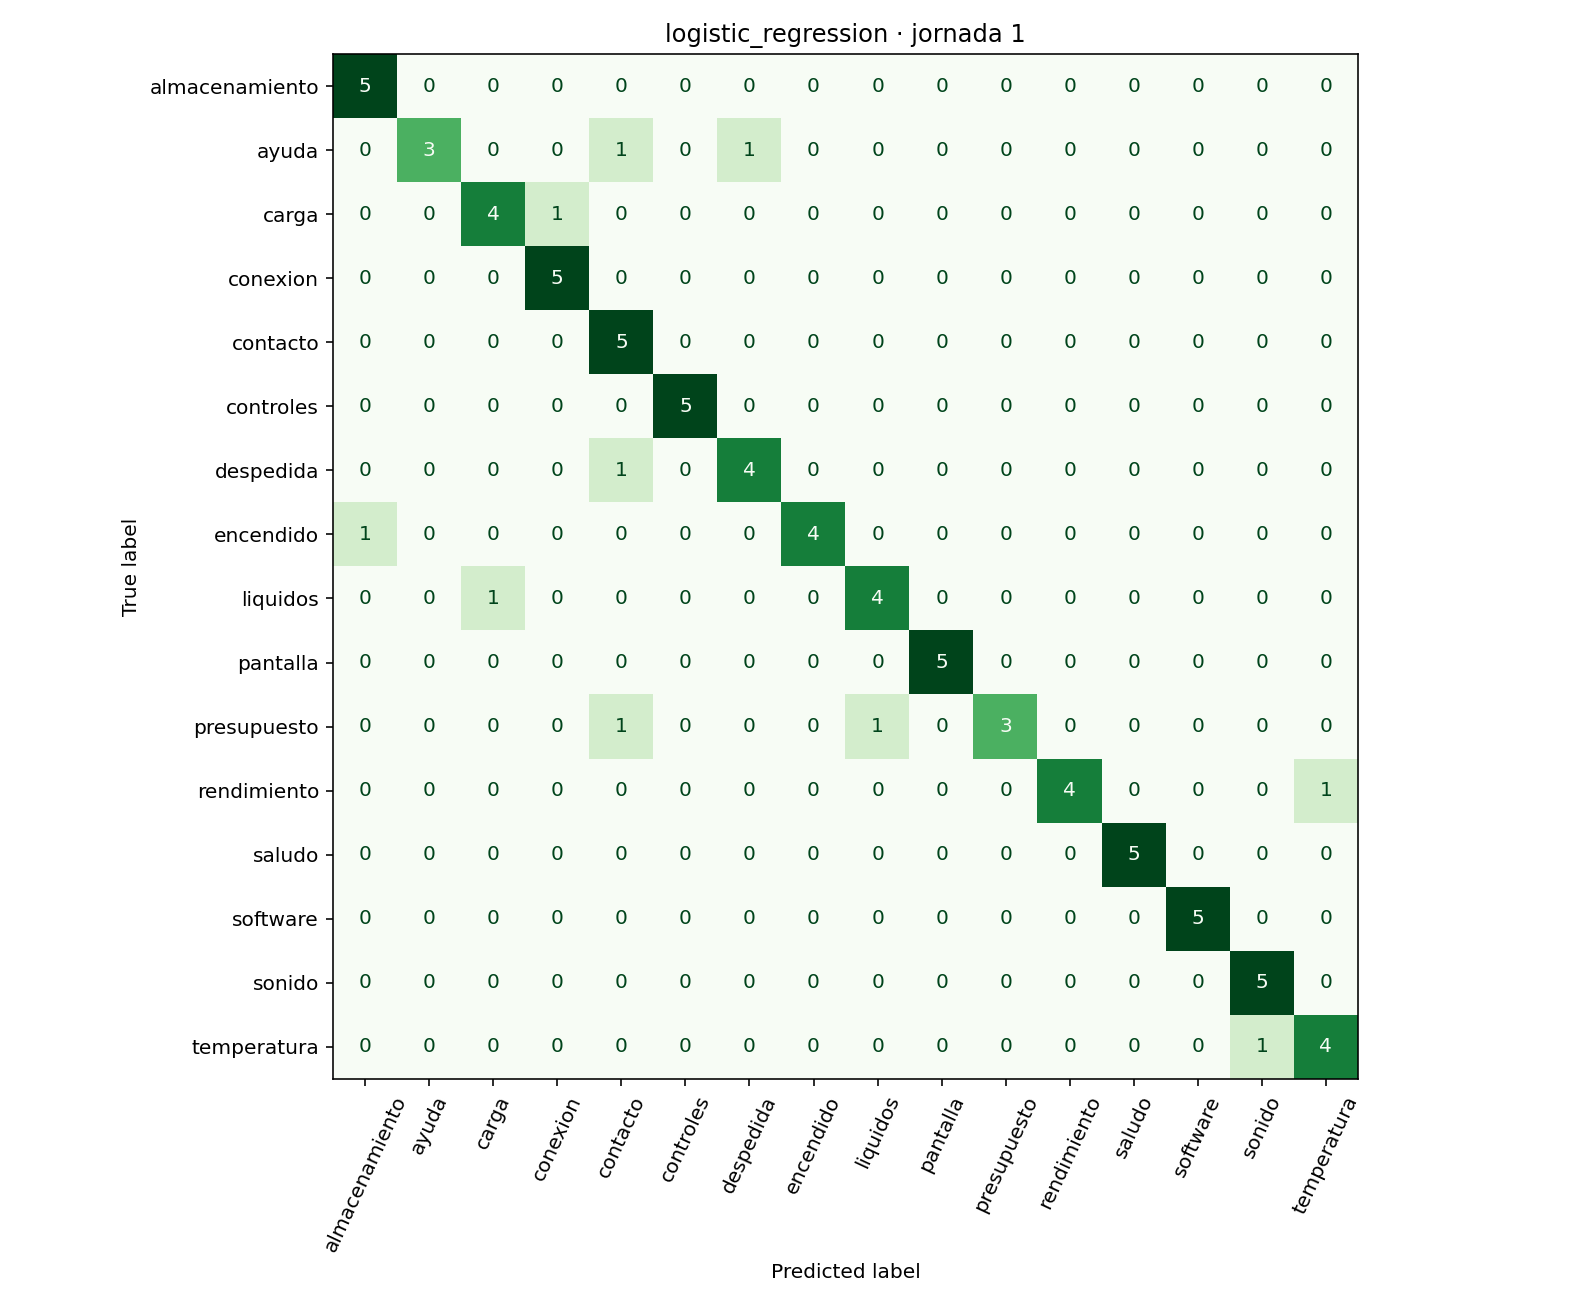 logistic_regression · jornada 1
almacenamiento 5 0 0 0 0 0 0 0 0 0 0 0 0 0 0 0
ayuda 0 3 0 0 1 0 1 0 0 0 0 0 0 0 0 0
carga 0 0 4 1 0 0 0 0 0 0 0 0 0 0 0 0
conexion 0 0 0 5 0 0 0 0 0 0 0 0 0 0 0 0
contacto 0 0 0 0 5 0 0 0 0 0 0 0 0 0 0 0
controles 0 0 0 0 0 5 0 0 0 0 0 0 0 0 0 0
despedida 0 0 0 0 1 0 4 0 0 0 0 0 0 0 0 0
encendido 1 0 0 0 0 0 0 4 0 0 0 0 0 0 0 0
liquidos 0 0 1 0 0 0 0 0 4 0 0 0 0 0 0 0
pantalla 0 0 0 0 0 0 0 0 0 5 0 0 0 0 0 0
presupuesto 0 0 0 0 1 0 0 0 1 0 3 0 0 0 0 0
rendimiento 0 0 0 0 0 0 0 0 0 0 0 4 0 0 0 1
saludo 0 0 0 0 0 0 0 0 0 0 0 0 5 0 0 0
software 0 0 0 0 0 0 0 0 0 0 0 0 0 5 0 0
sonido 0 0 0 0 0 0 0 0 0 0 0 0 0 0 5 0
temperatura 0 0 0 0 0 0 0 0 0 0 0 0 0 0 1 4
True label
almacenamiento ayuda carga conexion contacto controles despedida encendido liquidos pantalla presupuesto rendimiento saludo software sonido temperatura
Predicted label